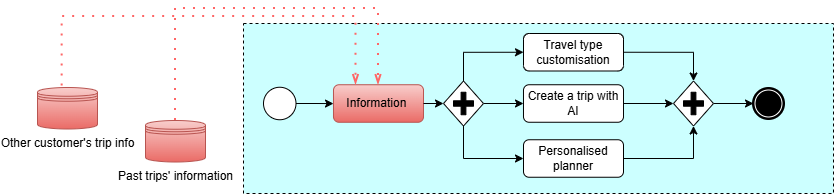 Travel type
customisation
Information
Create a trip with
AI
Other customer's trip info
Personalised
planner
Past trips' information